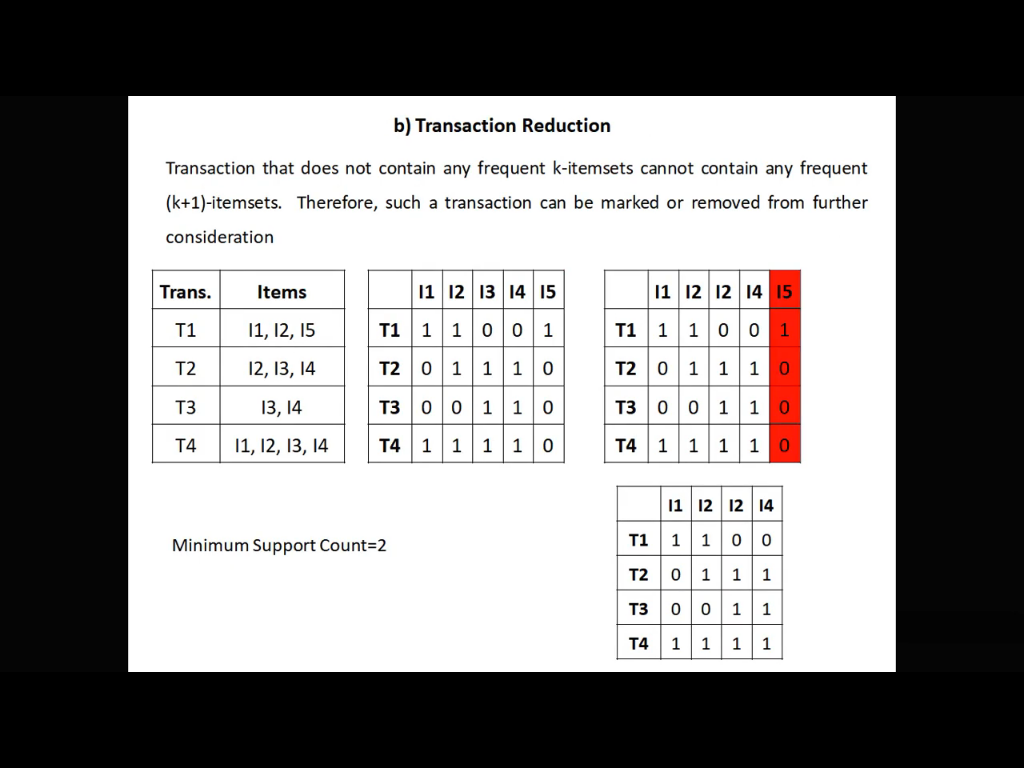 b) Transaction Reduction
Transaction that does not contain any frequent k-itemsets cannot contain any frequent
(k+1)-itemsets. Therefore, such a transaction can be marked or removed from further
consideration
Trans. Items
T1 I1, I2, I5
T2 I2, I3, I4
T3 I3, I4
T4 I1, I2, I3, I4
I1 I2 I3 I4 I5
T1 1 1 0 0 1
T2 0 1 1 1 0
T3 0 0 1 1 0
T4 1 1 1 1 0
I1 I2 I2 I4 I5
T1 1 1 0 0 1
T2 0 1 1 1 0
T3 0 0 1 1 0
T4 1 1 1 1 0
Minimum Support Count=2
I1 I2 I2 I4
T1 1 1 0 0
T2 0 1 1 1
T3 0 0 1 1
T4 1 1 1 1